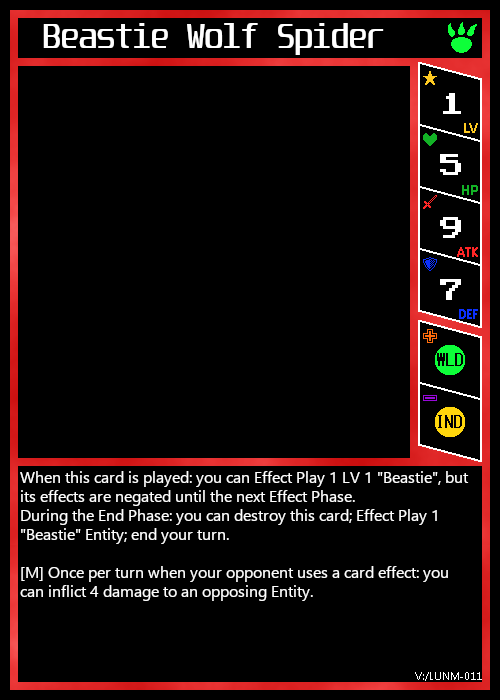 Beastie Wolf Spider
1
LV
5
HP
9
ATK
7
DEF
WLD
IND
When this card is played: you can Effect Play 1 LV 1 "Beastie", but
its effects are negated until the next Effect Phase.
During the End Phase: you can destroy this card; Effect Play 1
"Beastie" Entity; end your turn.
[M] Once per turn when your opponent uses a card effect: you
can inflict 4 damage to an opposing Entity.
V:/LUNM-011